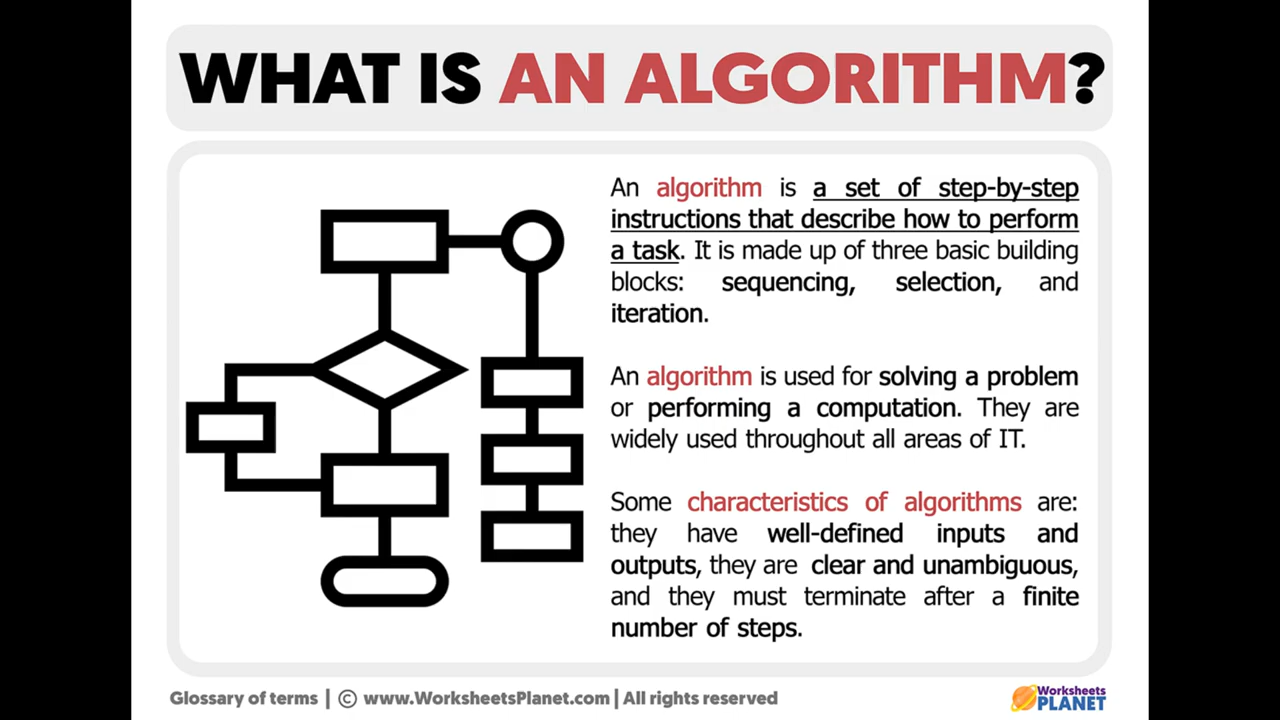 WHAT IS AN ALGORITHM?
An algorithm is a set of step-by-step
instructions that describe how to perform
a task. It is made up of three basic building
blocks: sequencing, selection, and
iteration.
An algorithm is used for solving a problem
or performing a computation. They are
widely used throughout all areas of IT.
Some characteristics of algorithms are:
they have well-defined inputs and
outputs, they are clear and unambiguous,
and they must terminate after a finite
number of steps.
Glossary of terms | © www.WorksheetsPlanet.com | All rights reserved
Worksheets
PLANET